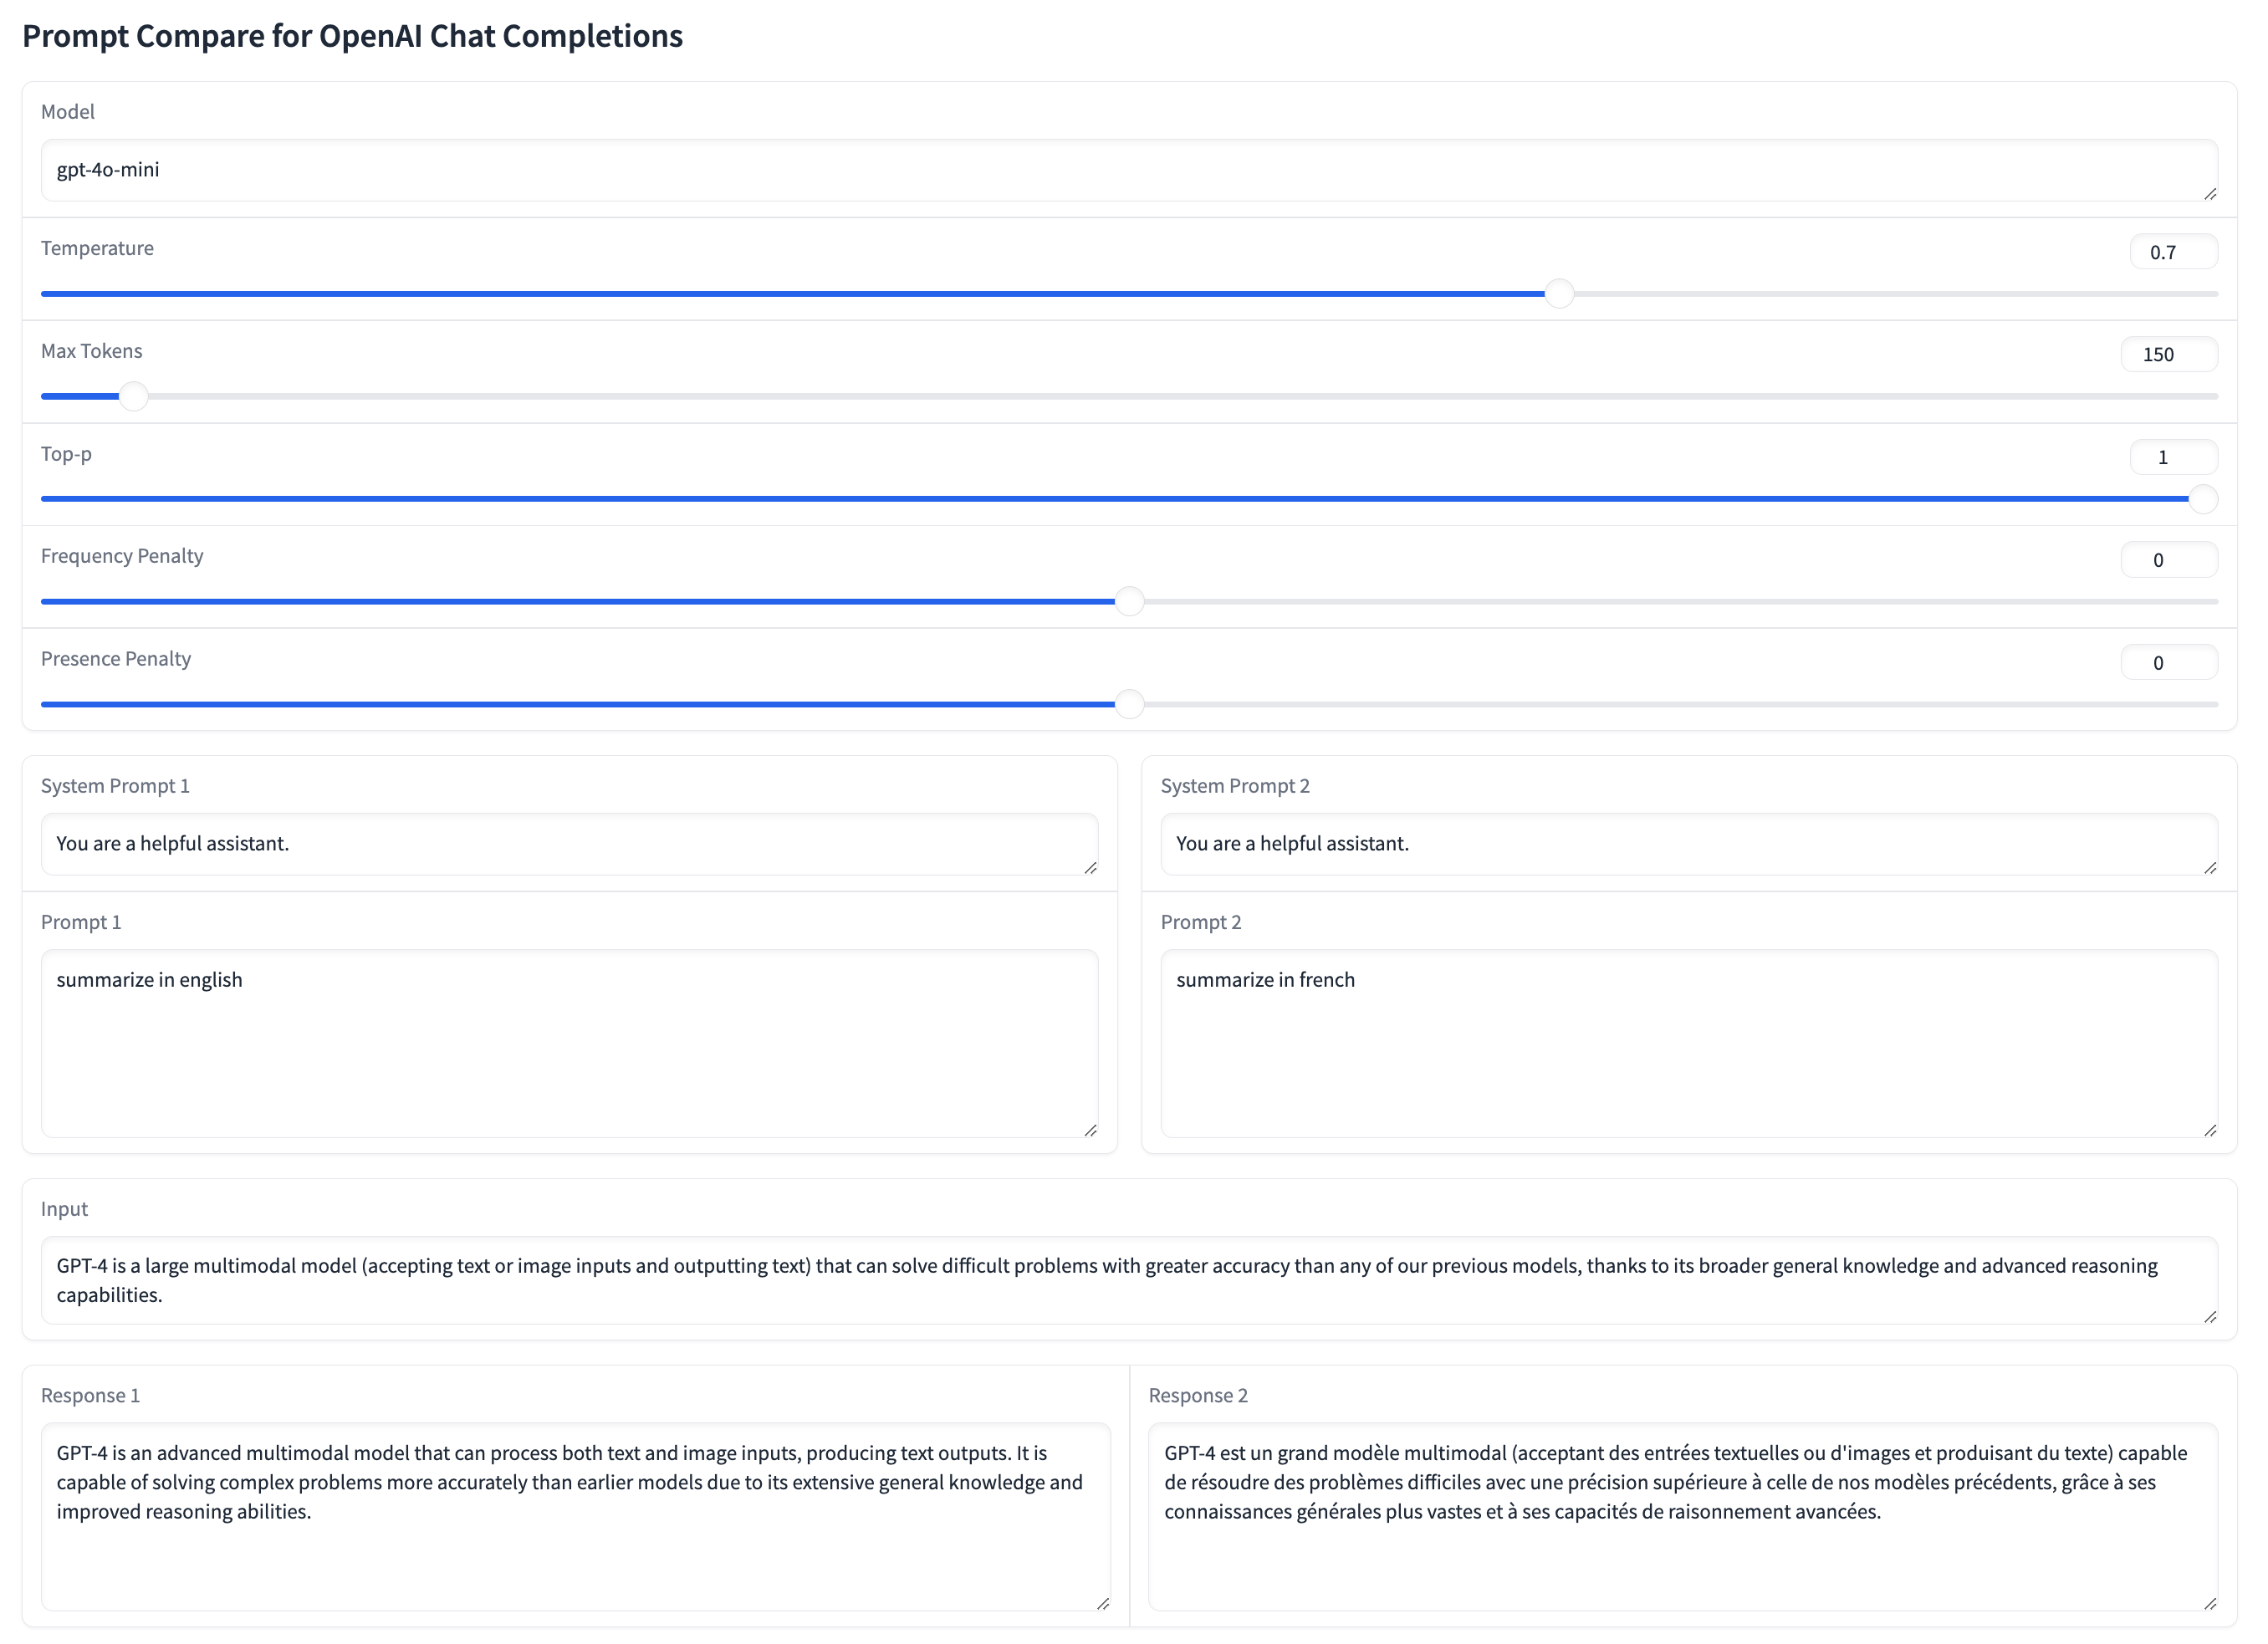 Prompt Compare for OpenAI Chat Completions
Model
gpt-4o-mini
Temperature
0.7
Max Tokens
150
Top-p
1
Frequency Penalty
0
Presence Penalty
0
System Prompt 1
You are a helpful assistant.
Prompt 1
summarize in english
System Prompt 2
You are a helpful assistant.
Prompt 2
summarize in french
Input
GPT-4 is a large multimodal model (accepting text or image inputs and outputting text) that can solve difficult problems with greater accuracy than any of our previous models, thanks to its broader general knowledge and advanced reasoning
capabilities.
Response 1
GPT-4 is an advanced multimodal model that can process both text and image inputs, producing text outputs. It is
capable of solving complex problems more accurately than earlier models due to its extensive general knowledge and
improved reasoning abilities.
Response 2
GPT-4 est un grand modèle multimodal (acceptant des entrées textuelles ou d'images et produisant du texte) capable
de résoudre des problèmes difficiles avec une précision supérieure à celle de nos modèles précédents, grâce à ses
connaissances générales plus vastes et à ses capacités de raisonnement avancées.